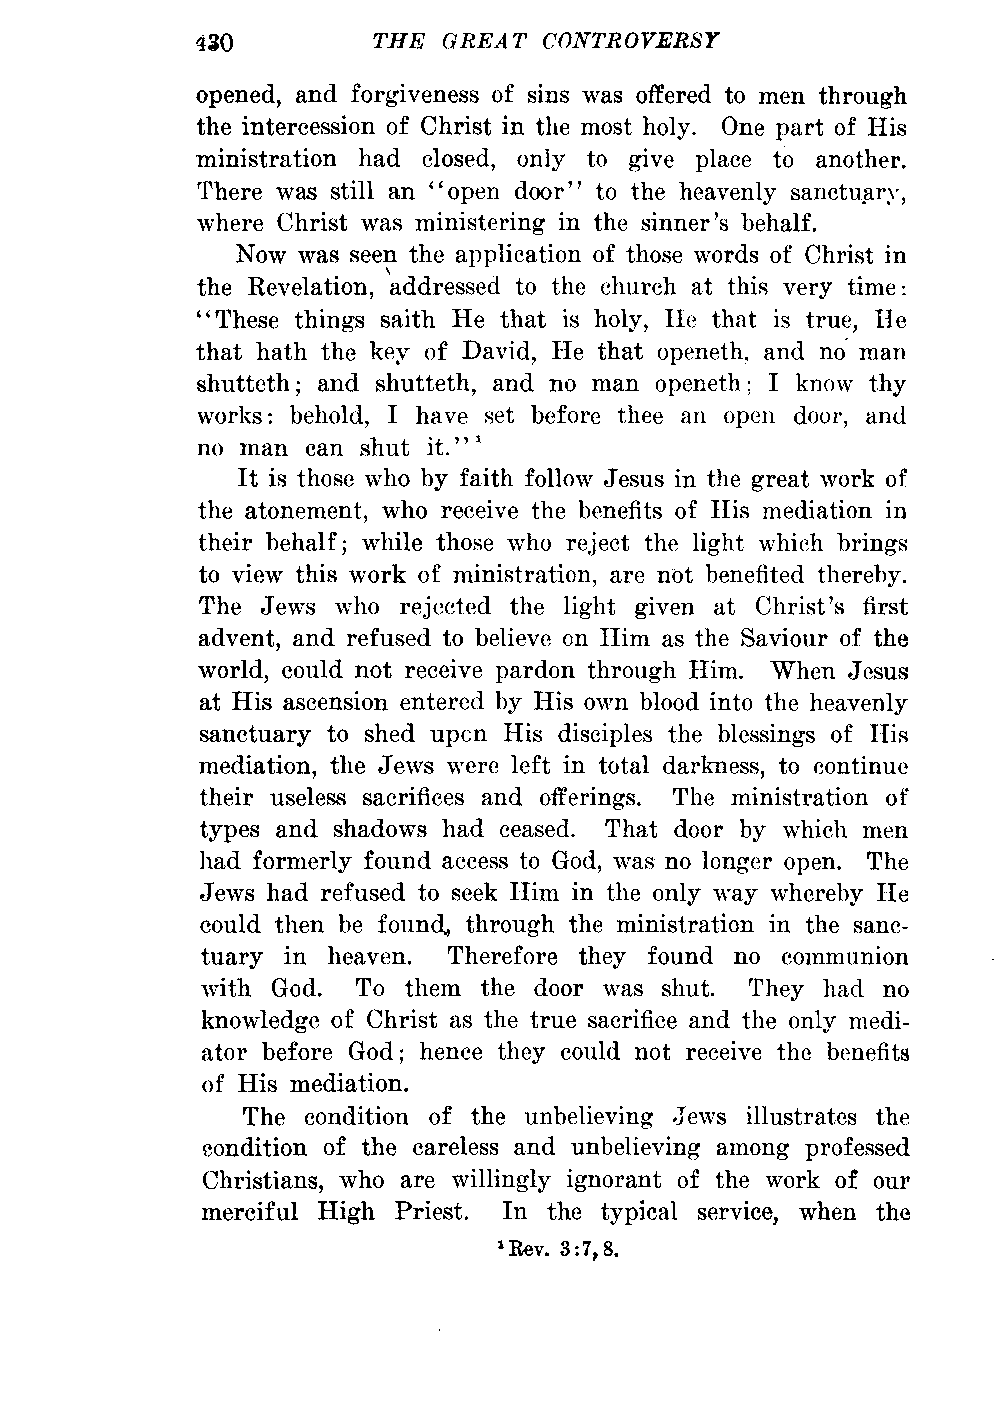 430 THE GREAT CONTROVERSY
opened, and forgiveness of sins was offered to men through
the intercession of Christ in the most holy. One part of His
ministration had closed, only to give place to another.
There was still an "open door" to the heavenly sanctuary,
where Christ was ministering in the sinner's behalf.
Now was seen the application of those words of Christ in
the Revelation, addressed to the church at this very time:
"These things saith He that is holy, He that is true, He
that hath the key of David, He that openeth, and no man
shutteth; and shutteth, and no man openeth; I know thy
works: behold, I have set before thee an open door, and
no man can shut it."¹
It is those who by faith follow Jesus in the great work of
the atonement, who receive the benefits of His mediation in
their behalf; while those who reject the light which brings
to view this work of ministration, are not benefited thereby.
The Jews who rejected the light given at Christ's first
advent, and refused to believe on Him as the Saviour of the
world, could not receive pardon through Him. When Jesus
at His ascension entered by His own blood into the heavenly
sanctuary to shed upon His disciples the blessings of His
mediation, the Jews were left in total darkness, to continue
their useless sacrifices and offerings. The ministration of
types and shadows had ceased. That door by which men
had formerly found access to God, was no longer open. The
Jews had refused to seek Him in the only way whereby He
could then be found, through the ministration in the sanc-
tuary in heaven. Therefore they found no communion
with God. To them the door was shut. They had no
knowledge of Christ as the true sacrifice and the only medi-
ator before God; hence they could not receive the benefits
of His mediation.
The condition of the unbelieving Jews illustrates the
condition of the careless and unbelieving among professed
Christians, who are willingly ignorant of the work of our
merciful High Priest. In the typical service, when the
¹Rev. 3:7, 8.